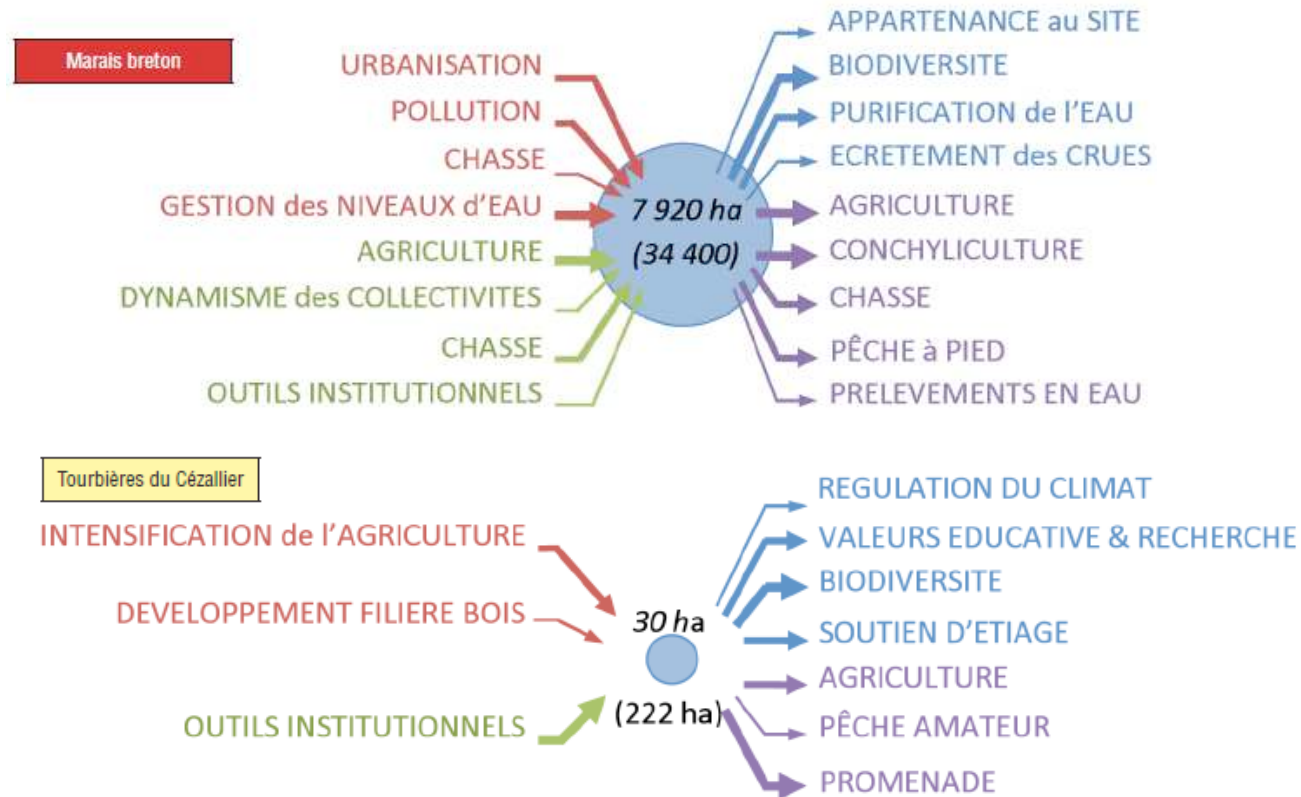 Marais breton
URBANISATION
POLLUTION
CHASSE
GESTION des NIVEAUX d'EAU
AGRICULTURE
DYNAMISME des COLLECTIVITES
CHASSE
OUTILS INSTITUTIONNELS
7 920 ha
(34 400)
APPARTENANCE au SITE
BIODIVERSITE
PURIFICATION de l'EAU
ECRETEMENT des CRUES
AGRICULTURE
CONCHYLICULTURE
CHASSE
PÊCHE à PIED
PRELEVEMENTS EN EAU
Tourbières du Cézallier
INTENSIFICATION de l'AGRICULTURE
DEVELOPPEMENT FILIERE BOIS
OUTILS INSTITUTIONNELS
30 ha
(222 ha)
REGULATION DU CLIMAT
VALEURS EDUCATIVE & RECHERCHE
BIODIVERSITE
SOUTIEN D'ETIAGE
AGRICULTURE
PÊCHE AMATEUR
PROMENADE